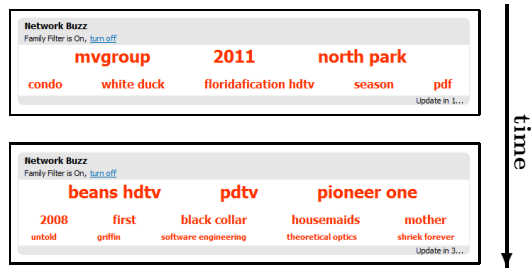 Network Buzz
Family Filter is On, turn off
mvgroup 2011 north park
condo white duck floridafication hdtv season pdf
Update in 1...
Network Buzz
Family Filter is On, turn off
beans hdtv pdtv pioneer one
2008 first black collar housemaids mother
untold griffin software engineering theoretical optics shriek forever
Update in 3...
time